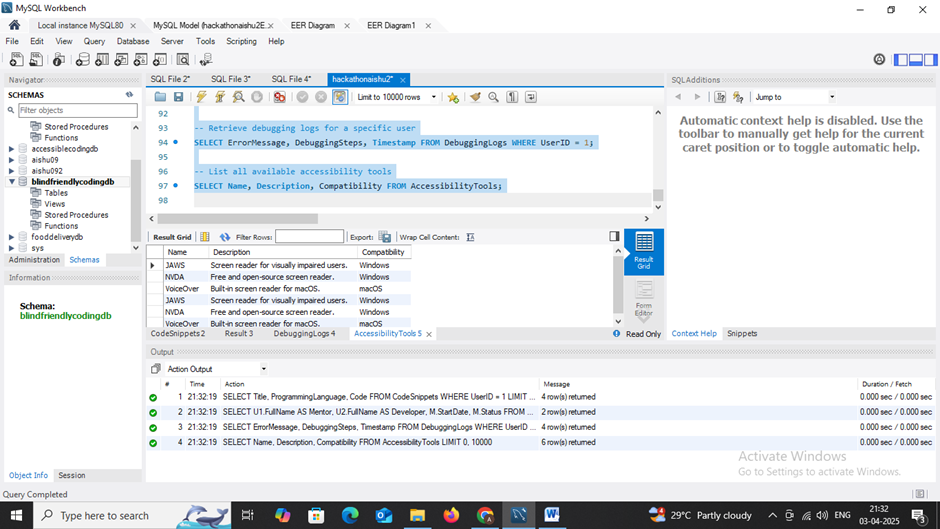 MySQL Workbench
Local instance MySQL80
MySQL Model (hackathonaishu2E...
EER Diagram
EER Diagram1
File Edit View Query Database Server Tools Scripting Help
Navigator
SCHEMAS
Filter objects
Stored Procedures
Functions
accessiblecodingdb
aishu09
aishu092
blindfriendlycodingdb
Tables
Views
Stored Procedures
Functions
fooddeliverydb
sys
Administration Schemas
Information
Schema:
blindfriendlycodingdb
Object Info Session
Query Completed
SQL File 2* SQL File 3* SQL File 4* hackathonaishu2*
Limit to 10000 rows
92
93
94
95
96
97
98
-- Retrieve debugging logs for a specific user
SELECT ErrorMessage, DebuggingSteps, Timestamp FROM DebuggingLogs WHERE UserID = 1;
-- List all available accessibility tools
SELECT Name, Description, Compatibility FROM AccessibilityTools;
Result Grid Filter Rows: Export: Wrap Cell Content:
Name Description Compatibility
JAWS Screen reader for visually impaired users. Windows
NVDA Free and open-source screen reader. Windows
VoiceOver Built-in screen reader for macOS. macOS
JAWS Screen reader for visually impaired users. Windows
NVDA Free and open-source screen reader. Windows
VoiceOver Built-in screen reader for macOS. macOS
Result Grid
Form Editor
CodeSnippets 2 Result 3 DebuggingLogs 4 AccessibilityTools 5
Read Only
SQLAdditions
Jump to
Automatic context help is disabled. Use the
toolbar to manually get help for the current
caret position or to toggle automatic help.
Context Help Snippets
Output
Action Output
# Time Action Message Duration / Fetch
1 21:32:19 SELECT Title, ProgrammingLanguage, Code FROM CodeSnippets WHERE UserID = 1 LIMIT ... 4 row(s) returned 0.000 sec / 0.000 sec
2 21:32:19 SELECT U1.FullName AS Mentor, U2.FullName AS Developer, M.StartDate, M.Status FROM ... 2 row(s) returned 0.000 sec / 0.000 sec
3 21:32:19 SELECT ErrorMessage, DebuggingSteps, Timestamp FROM DebuggingLogs WHERE UserID ... 4 row(s) returned 0.000 sec / 0.000 sec
4 21:32:19 SELECT Name, Description, Compatibility FROM AccessibilityTools LIMIT 0, 10000 6 row(s) returned 0.000 sec / 0.000 sec
Activate Windows
Go to Settings to activate Windows.
Type here to search
29°C Partly cloudy
ENG
21:32
03-04-2025
3